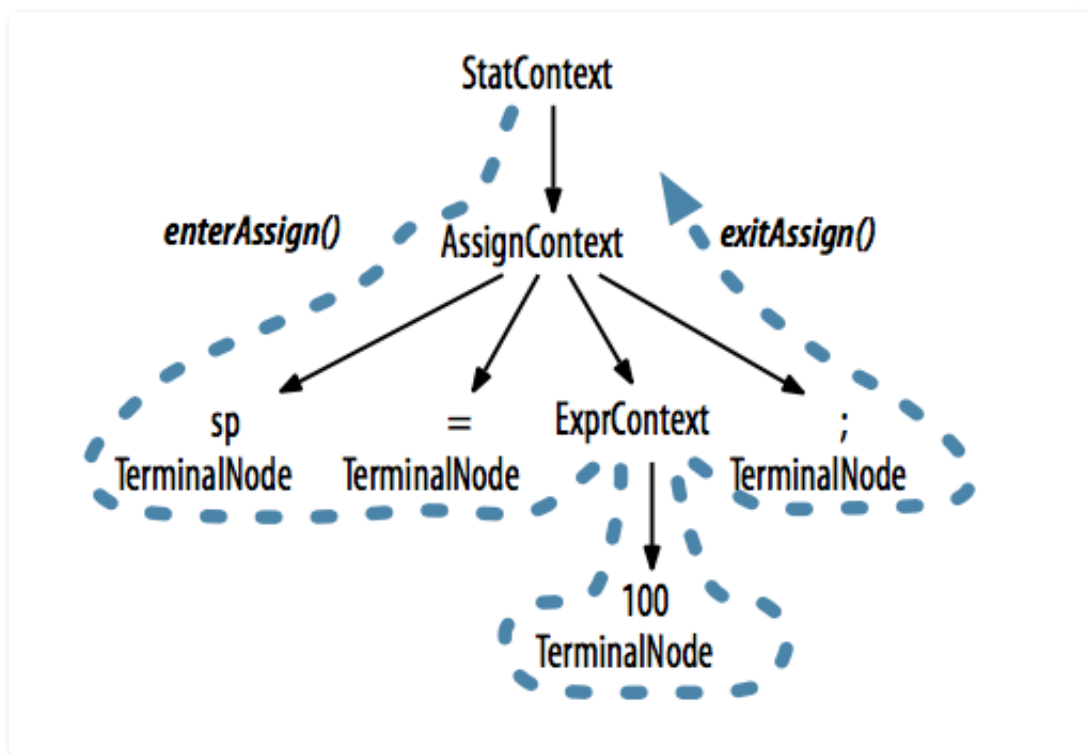 StatContext
enterAssign()
AssignContext
exitAssign()
sp
=
ExprContext
;
TerminalNode
TerminalNode
TerminalNode
100
TerminalNode